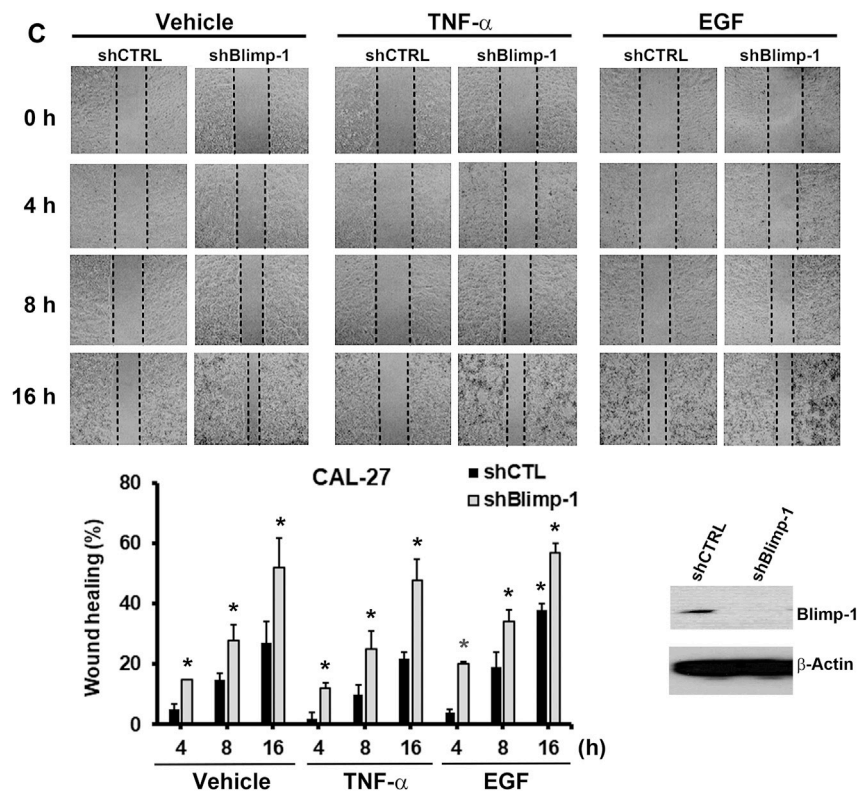 C
Vehicle TNF-α EGF
shCTRL shBlimp-1 shCTRL shBlimp-1 shCTRL shBlimp-1
0 h
4 h
8 h
16 h
CAL-27
shCTL
shBlimp-1
Wound healing (%)
80
60
40
20
0
* * * * * * * * * *
4 8 16 4 8 16 4 8 16 (h)
Vehicle TNF-α EGF
shCTRL shBlimp-1
Blimp-1
β-Actin